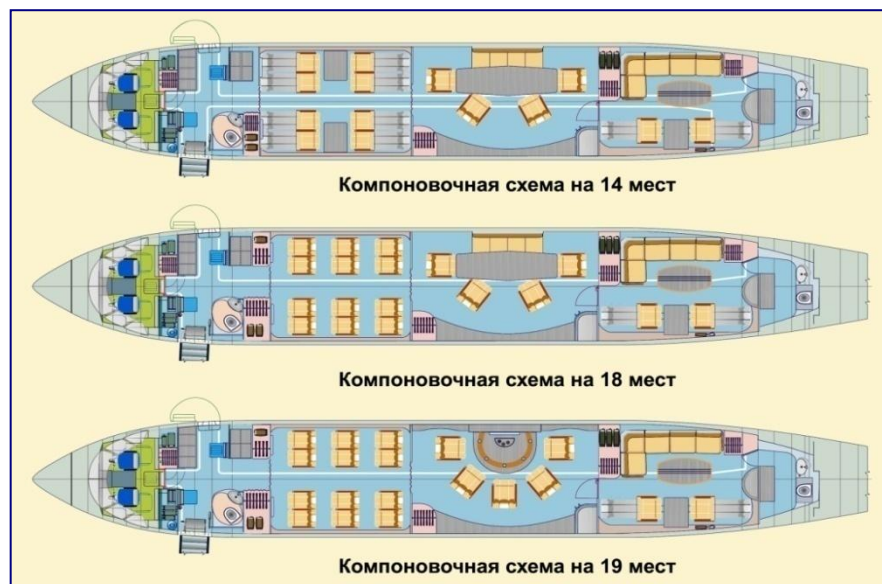 Компоновочная схема на 14 мест
Компоновочная схема на 18 мест
Компоновочная схема на 19 мест